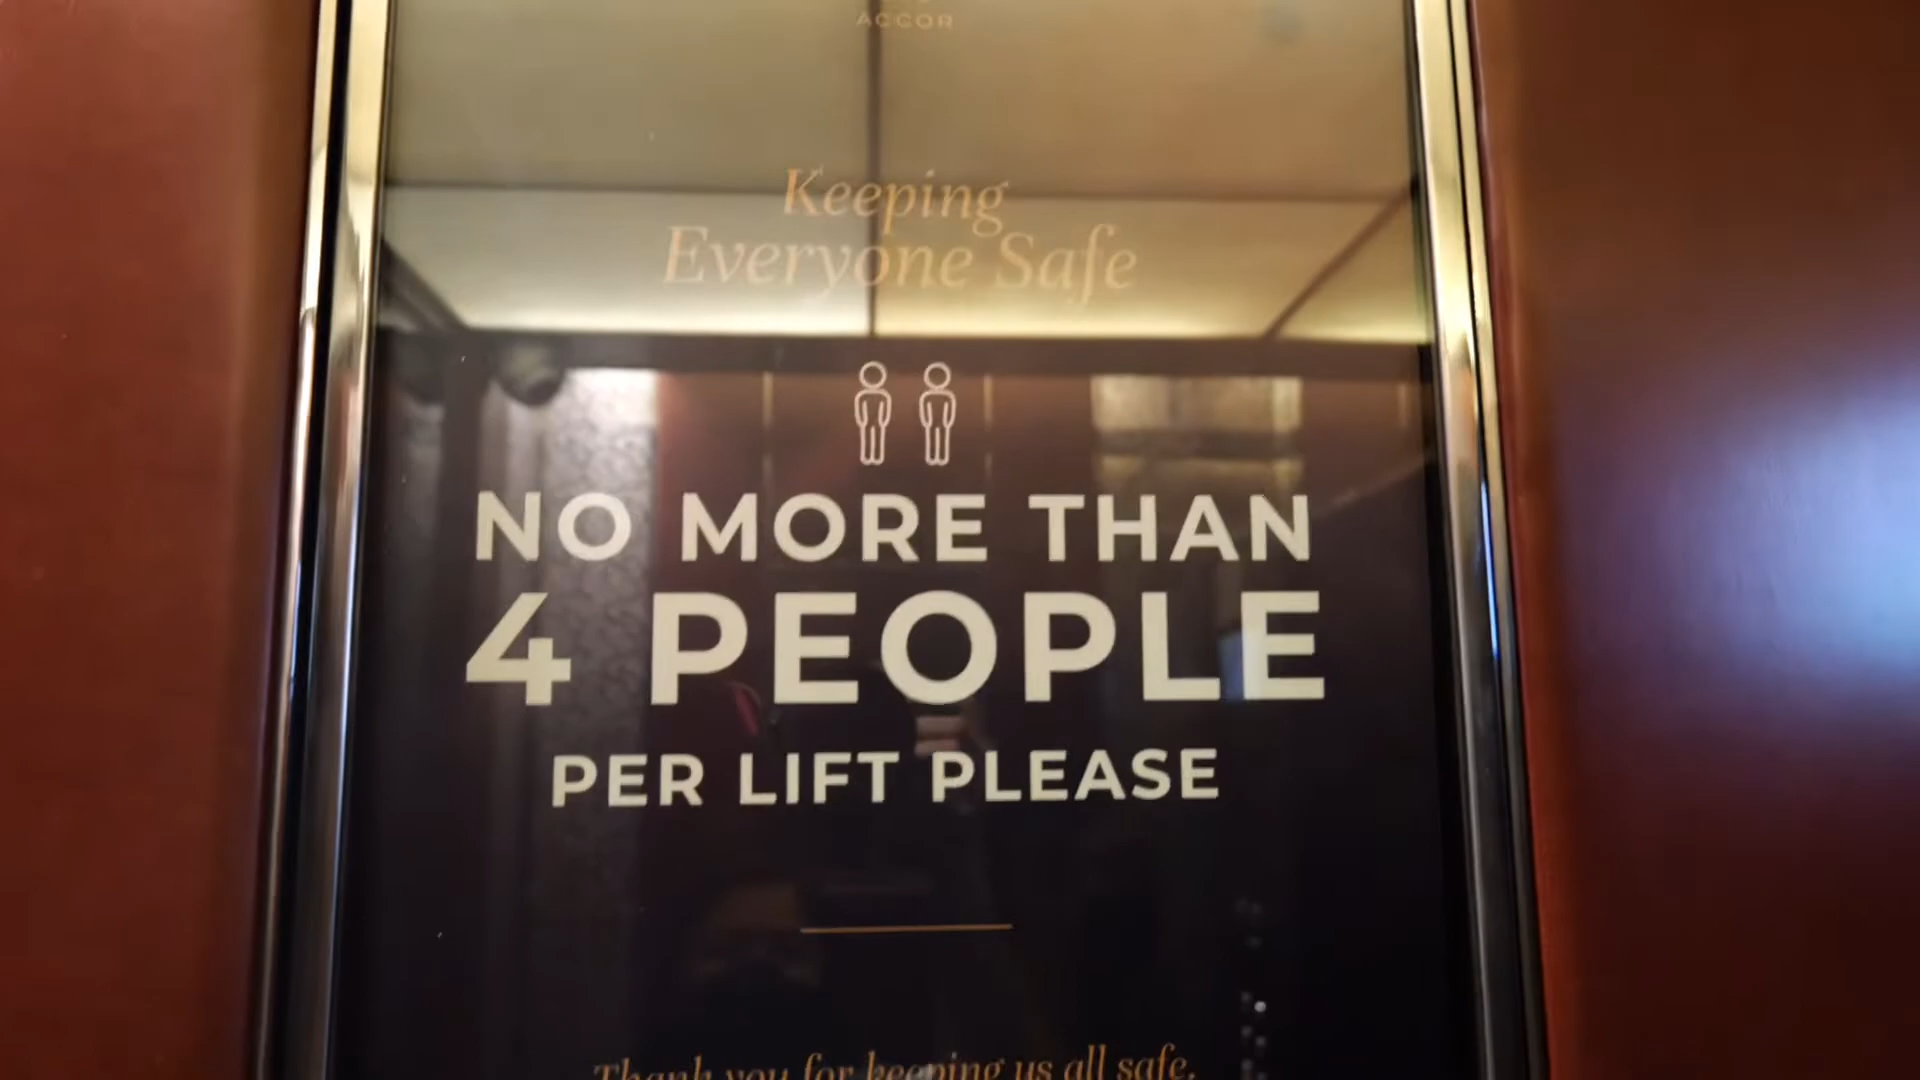 ACCOR
Keeping
Everyone Safe
NO MORE THAN
4 PEOPLE
PER LIFT PLEASE
Thank you for keeping us all safe.